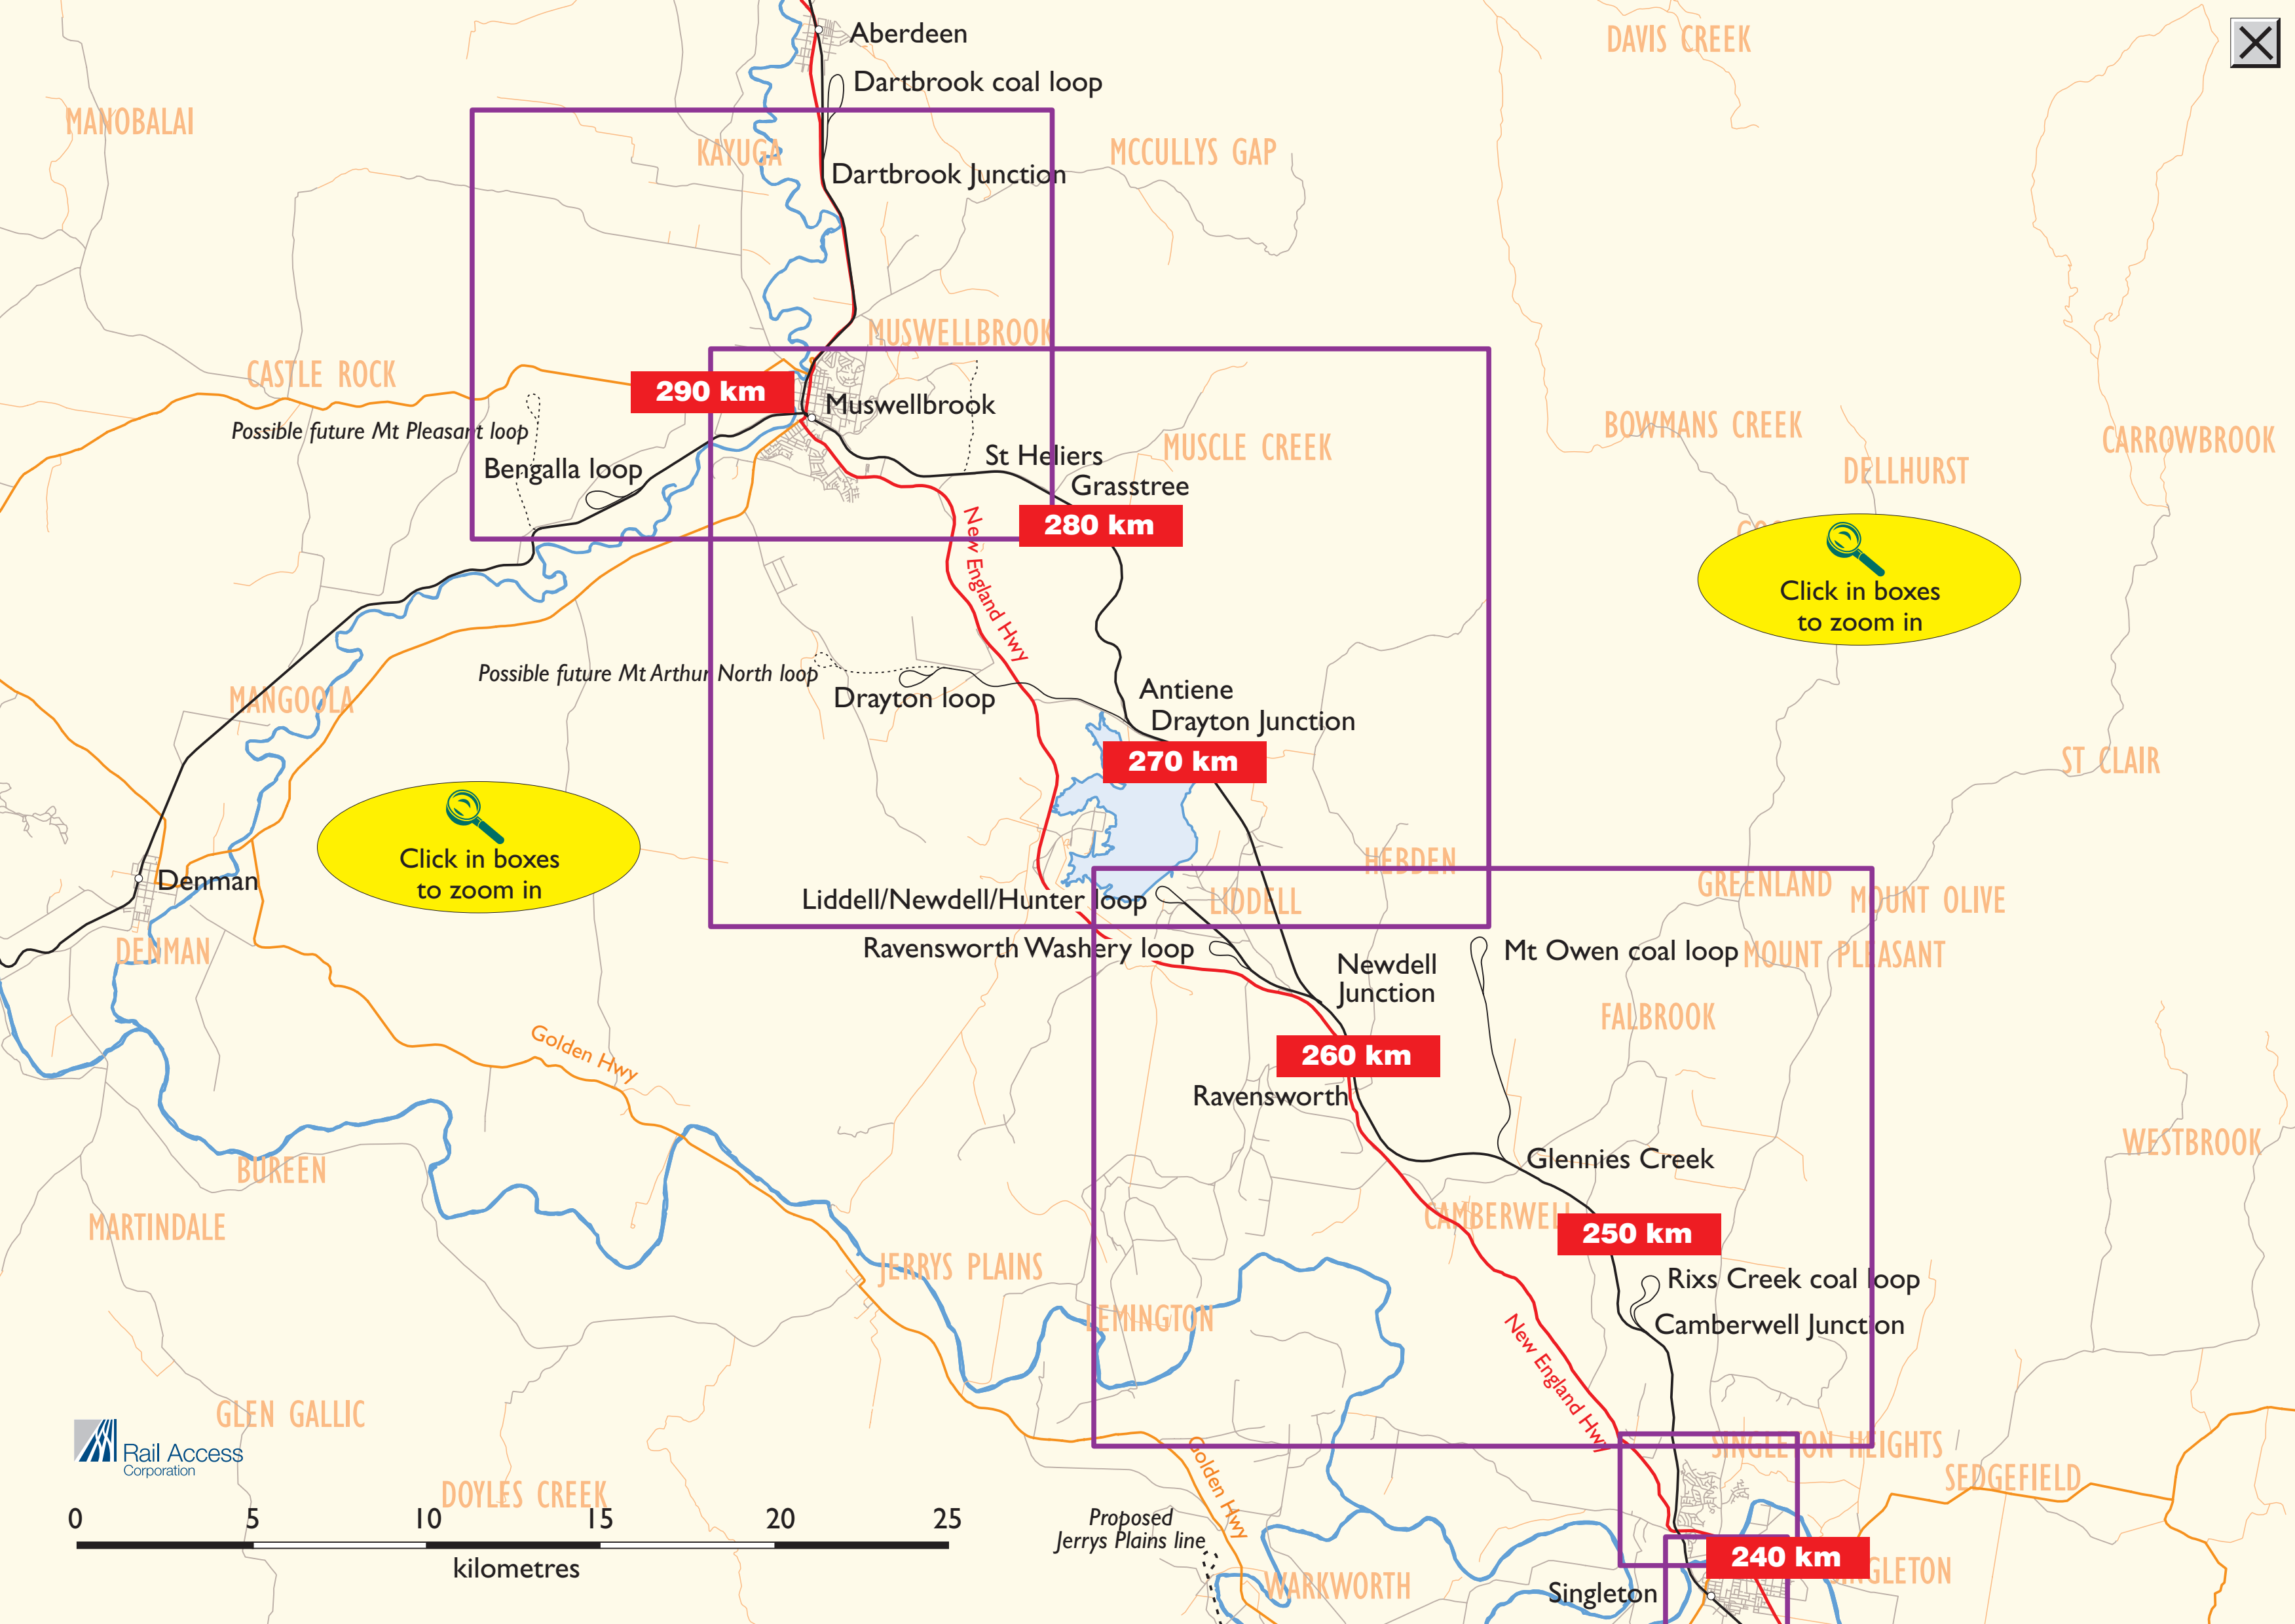 Aberdeen
DAVIS CREEK
Dartbrook coal loop
MANOBALAI
KAYUGA
MCCULLYS GAP
Dartbrook Junction
MUSWELLBROOK
CASTLE ROCK
290 km
Muswellbrook
Possible future Mt Pleasant loop
BOWMANS CREEK
CARROWBROOK
MUSCLE CREEK
St Heliers
Bengalla loop
DELLHURST
Grasstree
280 km
New England Hwy
Click in boxes
to zoom in
Possible future Mt Arthur North loop
Drayton loop
MANGOOLA
Antiene
Drayton Junction
270 km
ST CLAIR
Click in boxes
to zoom in
HEBDEN
Denman
GREENLAND
MOUNT OLIVE
Liddell/Newdell/Hunter loop
LIDDELL
DENMAN
Ravensworth Washery loop
Mt Owen coal loop
MOUNT PLEASANT
Newdell
Junction
FALBROOK
Golden Hwy
260 km
Ravensworth
WESTBROOK
Glennies Creek
BUREEN
MARTINDALE
CAMBERWELL
250 km
JERRYS PLAINS
Rixs Creek coal loop
LEMINGTON
Camberwell Junction
New England Hwy
GLEN GALLIC
Rail Access
Corporation
SINGLETON HEIGHTS
SEDGEFIELD
DOYLES CREEK
Golden Hwy
0 5 10 15 20 25
kilometres
Proposed
Jerrys Plains line
240 km
WARKWORTH
Singleton
NGLETON